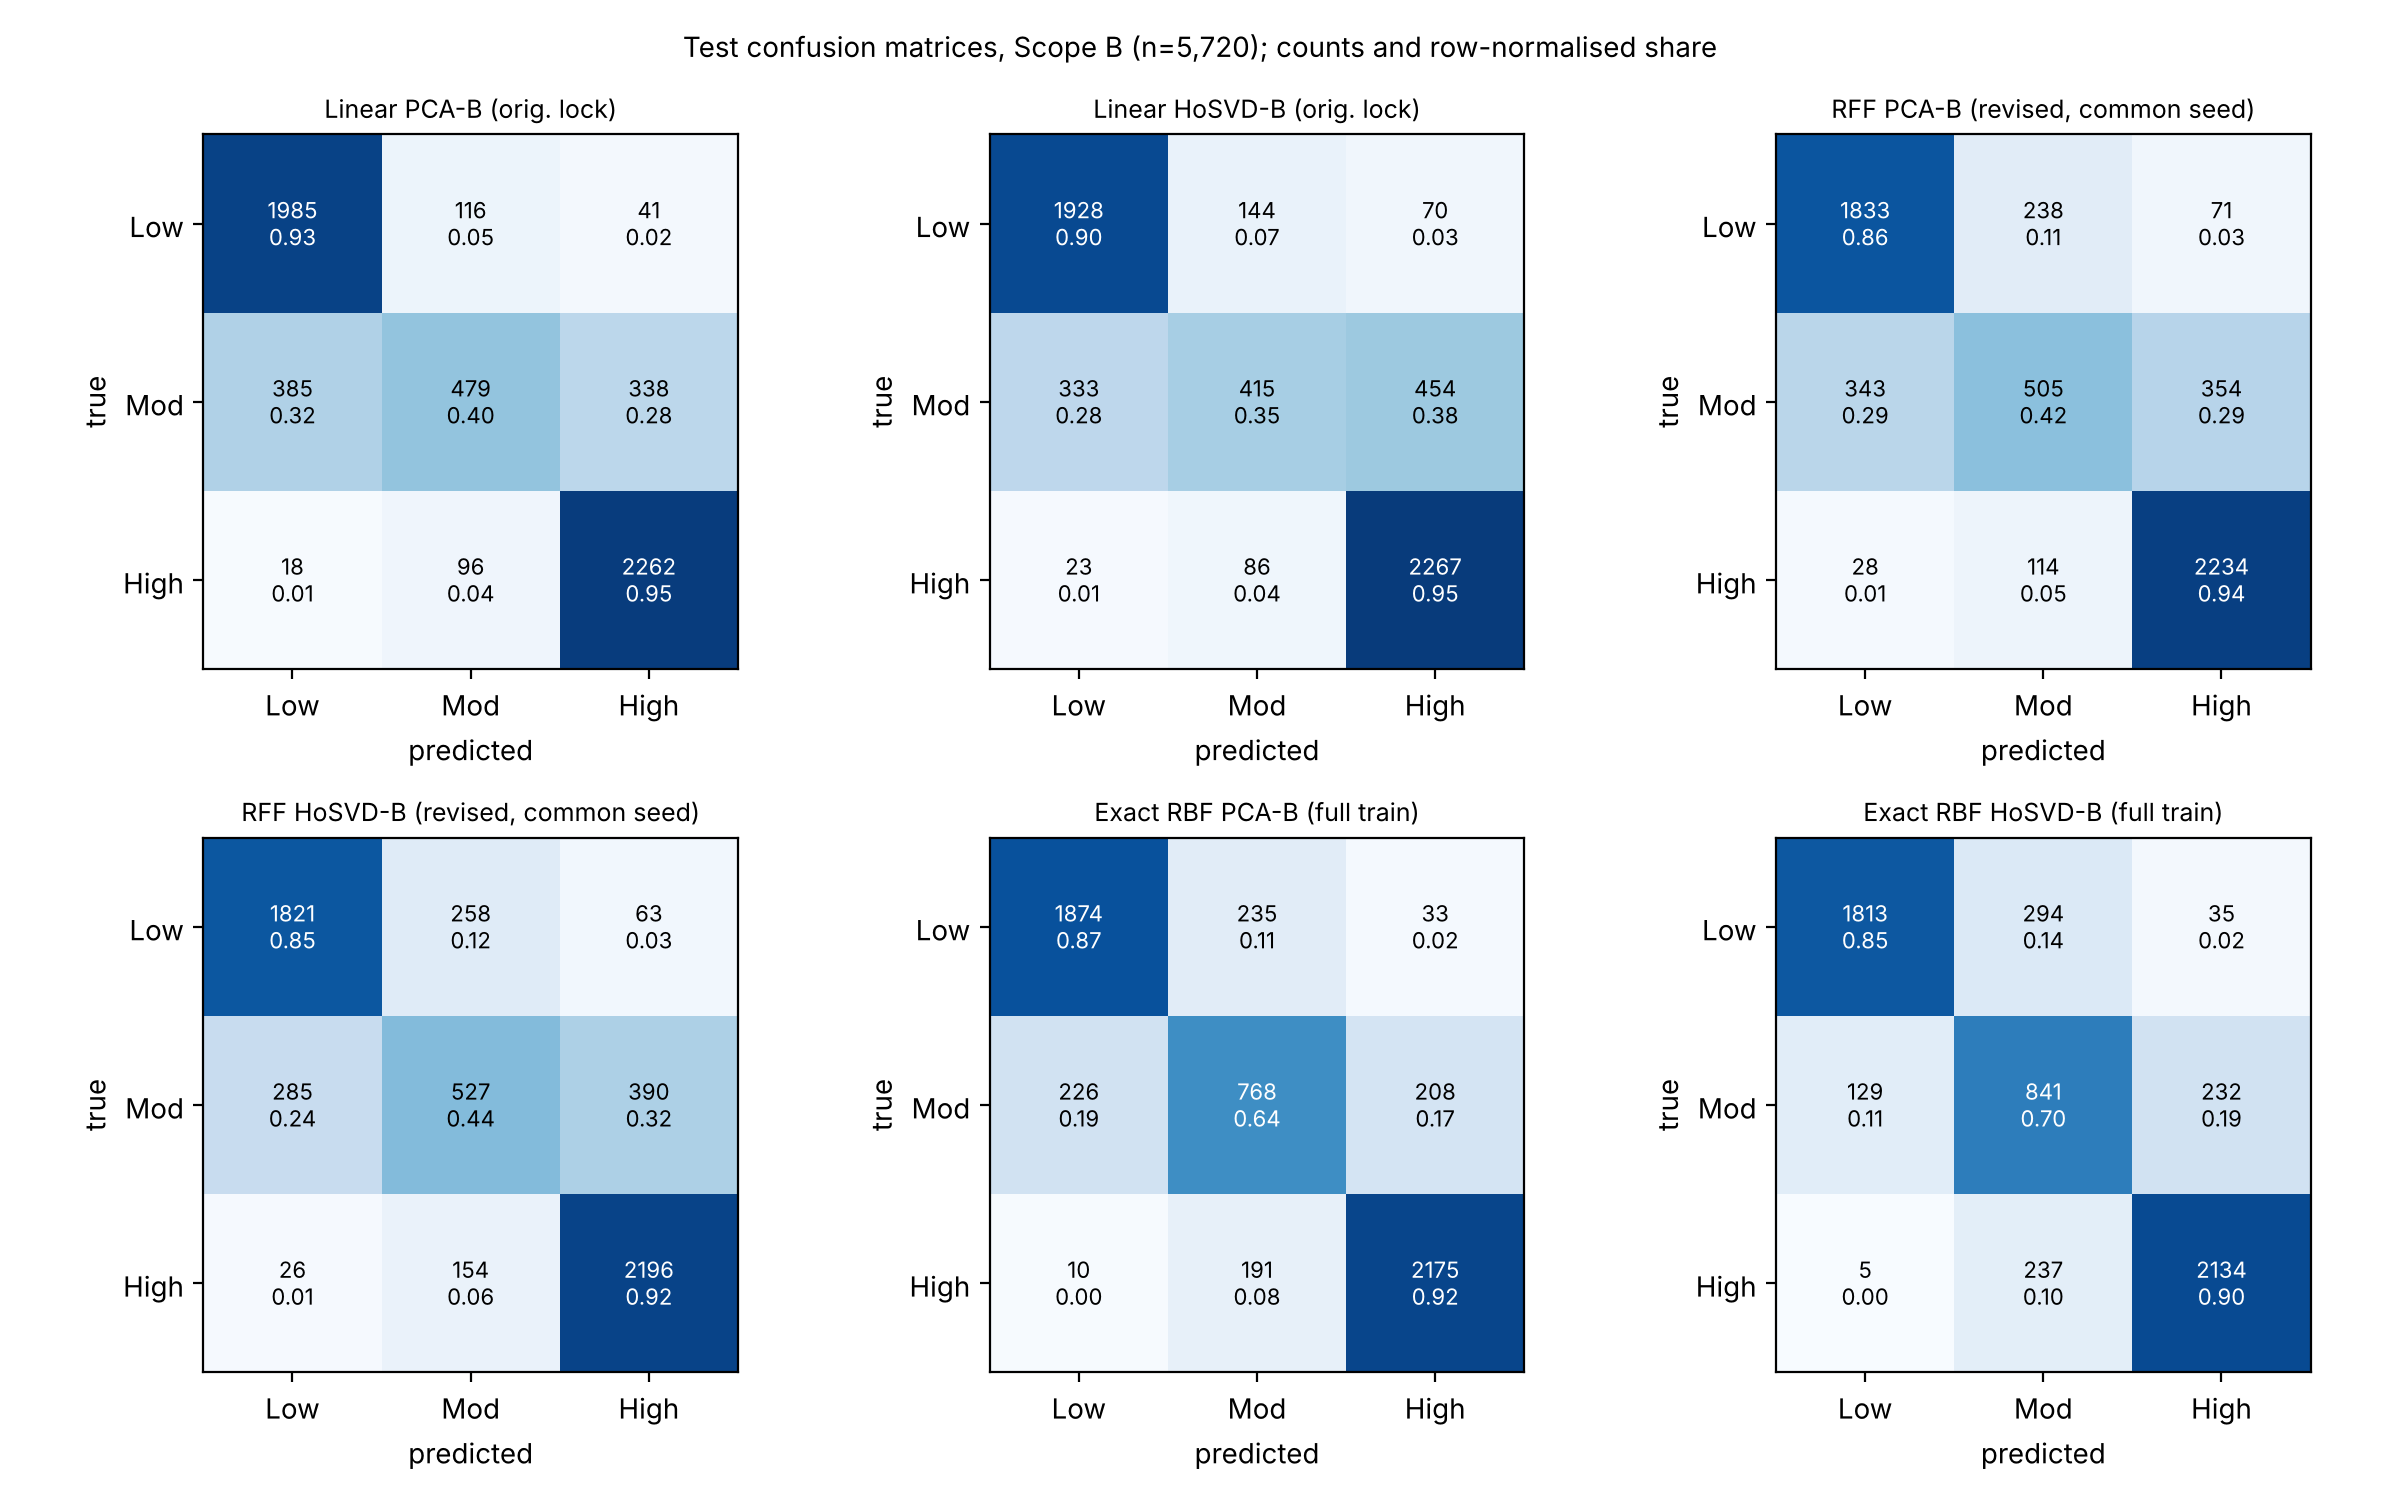 Test confusion matrices, Scope B (n=5,720); counts and row-normalised share
Linear PCA-B (orig. lock)
true
Low
1985
0.93
116
0.05
41
0.02
Mod
385
0.32
479
0.40
338
0.28
High
18
0.01
96
0.04
2262
0.95
Low
Mod
High
predicted
Linear HoSVD-B (orig. lock)
true
Low
1928
0.90
144
0.07
70
0.03
Mod
333
0.28
415
0.35
454
0.38
High
23
0.01
86
0.04
2267
0.95
Low
Mod
High
predicted
RFF PCA-B (revised, common seed)
true
Low
1833
0.86
238
0.11
71
0.03
Mod
343
0.29
505
0.42
354
0.29
High
28
0.01
114
0.05
2234
0.94
Low
Mod
High
predicted
RFF HoSVD-B (revised, common seed)
true
Low
1821
0.85
258
0.12
63
0.03
Mod
285
0.24
527
0.44
390
0.32
High
26
0.01
154
0.06
2196
0.92
Low
Mod
High
predicted
Exact RBF PCA-B (full train)
true
Low
1874
0.87
235
0.11
33
0.02
Mod
226
0.19
768
0.64
208
0.17
High
10
0.00
191
0.08
2175
0.92
Low
Mod
High
predicted
Exact RBF HoSVD-B (full train)
true
Low
1813
0.85
294
0.14
35
0.02
Mod
129
0.11
841
0.70
232
0.19
High
5
0.00
237
0.10
2134
0.90
Low
Mod
High
predicted